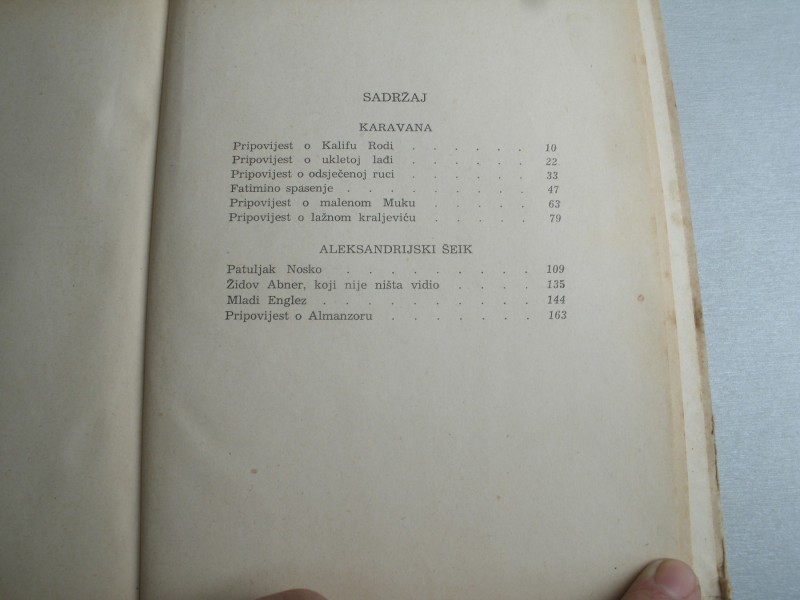 SADRŽAJ
KARAVANA
Pripovijest o Kalifu Rodi . . . . . . 10
Pripovijest o ukletoj lađi . . . . . . 22
Pripovijest o odsječenoj ruci . . . . . 33
Fatimino spasenje . . . . . . . . 47
Pripovijest o malenom Muku . . . . . 63
Pripovijest o lažnom kraljeviću . . . . . 79
ALEKSANDRIJSKI ŠEIK
Patuljak Nosko . . . . . . . . . 109
Židov Abner, koji nije ništa vidio . . . . 135
Mladi Englez . . . . . . . . . 144
Pripovijest o Almanzoru . . . . . . . 163